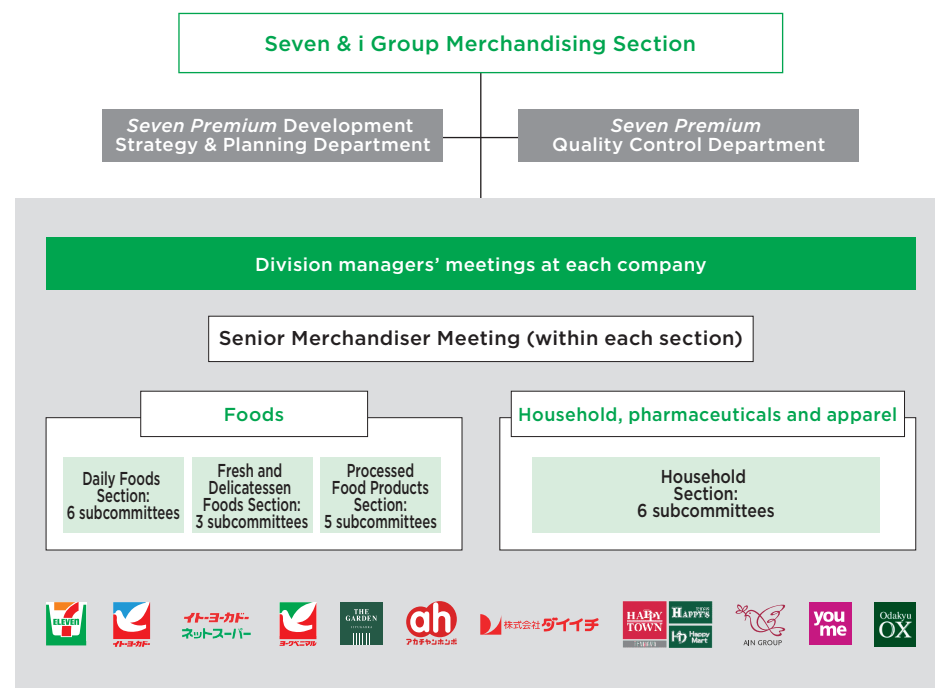 Seven & i Group Merchandising Section
Seven Premium Development
Strategy & Planning Department
Seven Premium
Quality Control Department
Division managers’ meetings at each company
Senior Merchandiser Meeting (within each section)
Foods
Household, pharmaceuticals and apparel
Daily Foods
Section:
6 subcommittees
Fresh and
Delicatessen
Foods Section:
3 subcommittees
Processed
Food Products
Section:
5 subcommittees
Household
Section:
6 subcommittees
7 ELEVEN
イトーヨーカドー
イトーヨーカドー
ネットスーパー
ヨークベニマル
THE
GARDEN
ah
アカチャンホンポ
株式会社ダイイチ
HAPY
TOWN
HAPPY'S
Happy
Mart
AIN GROUP
you
me
Odakyu
OX